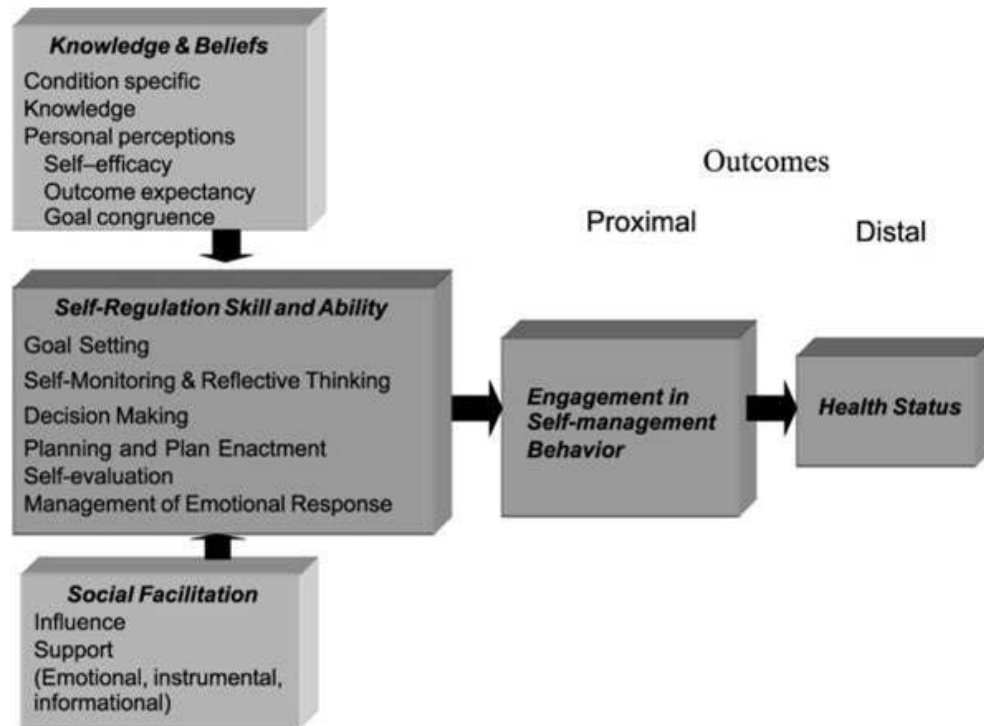 Knowledge & Beliefs
Condition specific
Knowledge
Personal perceptions
Self–efficacy
Outcome expectancy
Goal congruence
Outcomes
Proximal
Distal
Self-Regulation Skill and Ability
Goal Setting
Self-Monitoring & Reflective Thinking
Decision Making
Planning and Plan Enactment
Self-evaluation
Management of Emotional Response
Engagement in
Self-management
Behavior
Health Status
Social Facilitation
Influence
Support
(Emotional, instrumental,
informational)